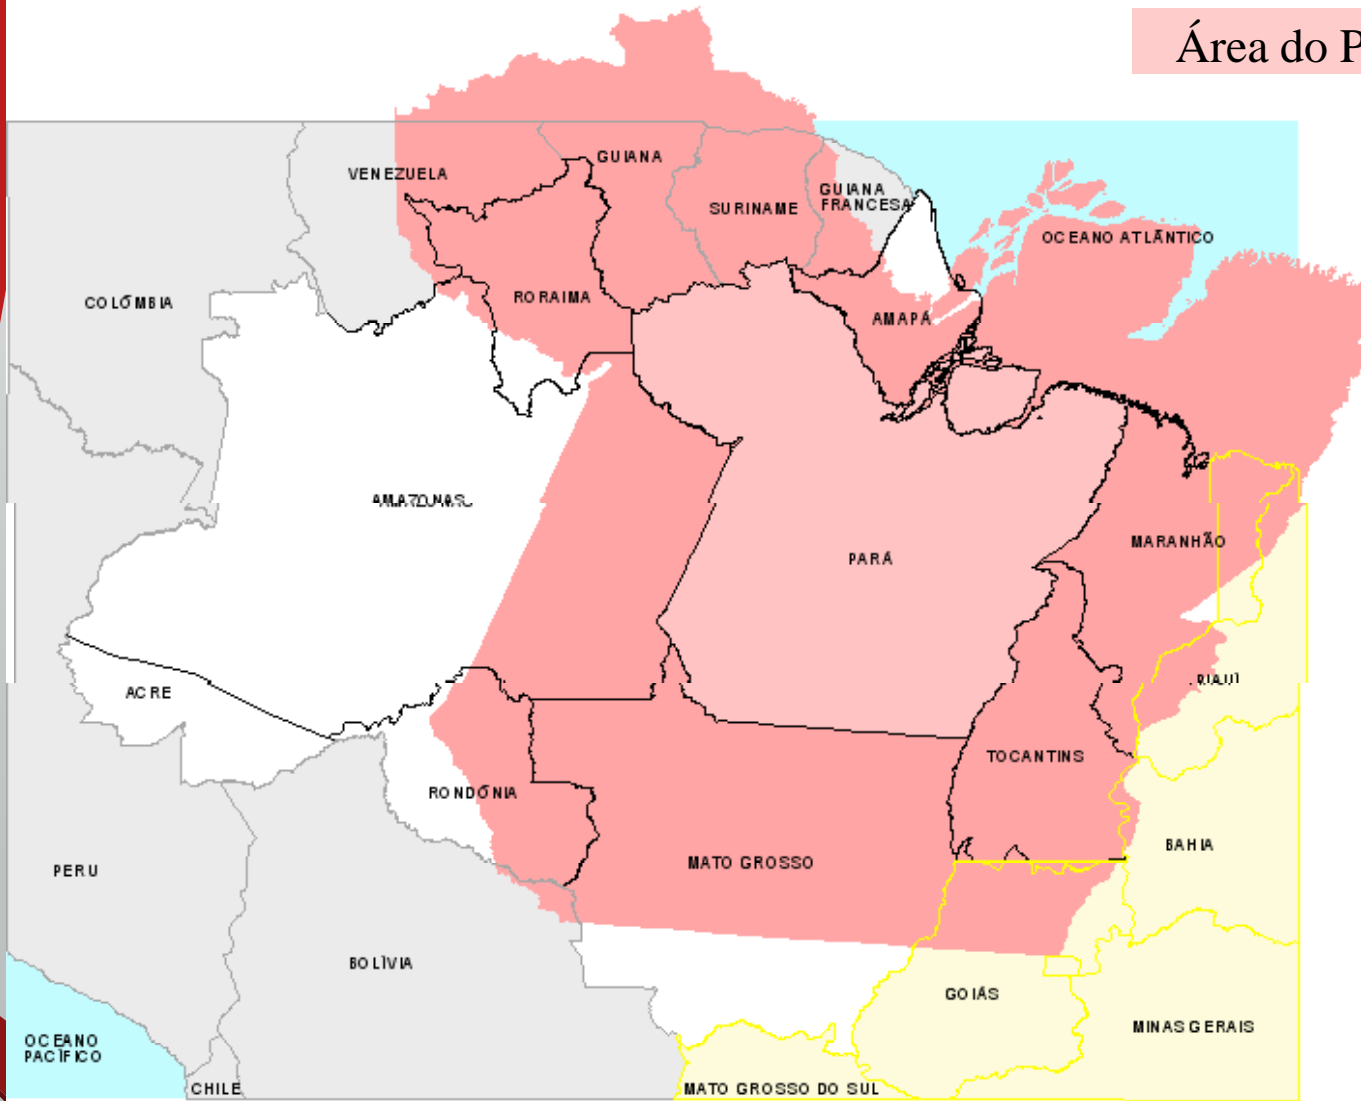 Área do P
GUIANA
VENEZUELA
GUIANA
FRANCESA
SURINAME
OCEANO ATLÂNTICO
COLÔMBIA
RORAIMA
AMAPÁ
AMAZONAS
MARANHÃO
PARÁ
PIAUÍ
ACRE
TOCANTINS
RONDÔNIA
BAHIA
MATO GROSSO
PERU
BOLÍVIA
GOIÁS
MINAS GERAIS
OCEANO
PACÍFICO
CHILE
MATO GROSSO DO SUL